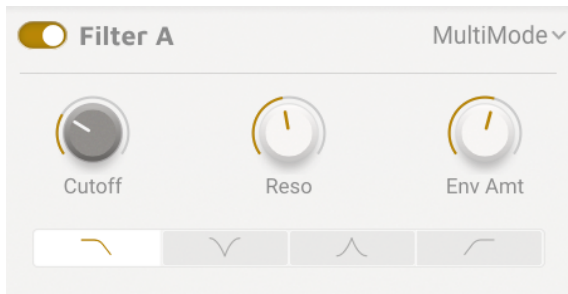 Filter A
MultiMode
Cutoff
Reso
Env Amt